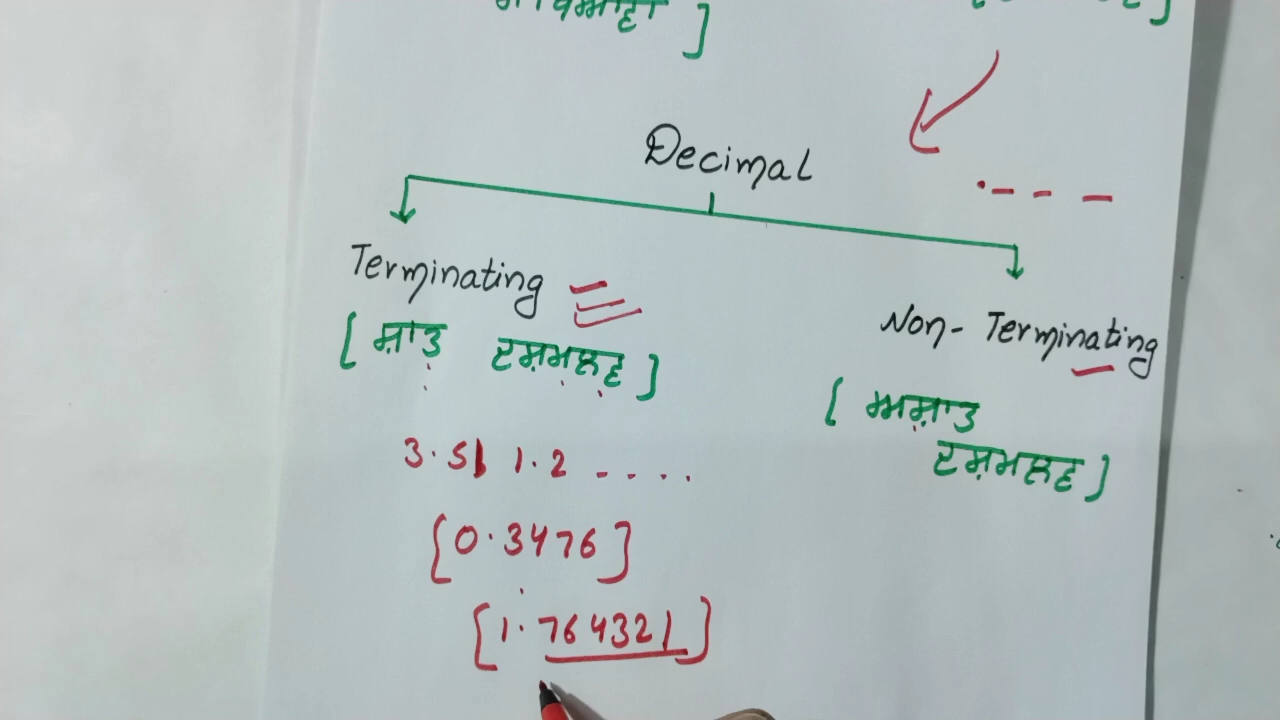 Decimal
Terminating
[ ਸ਼ਾਤ ਦਸ਼ਮਲਵ ]
3.5, 1.2 - . . .
[0.3476]
[1.764321]
Non-Terminating
[ ਅਸ਼ਾਤ
ਦਸ਼ਮਲਵ ]